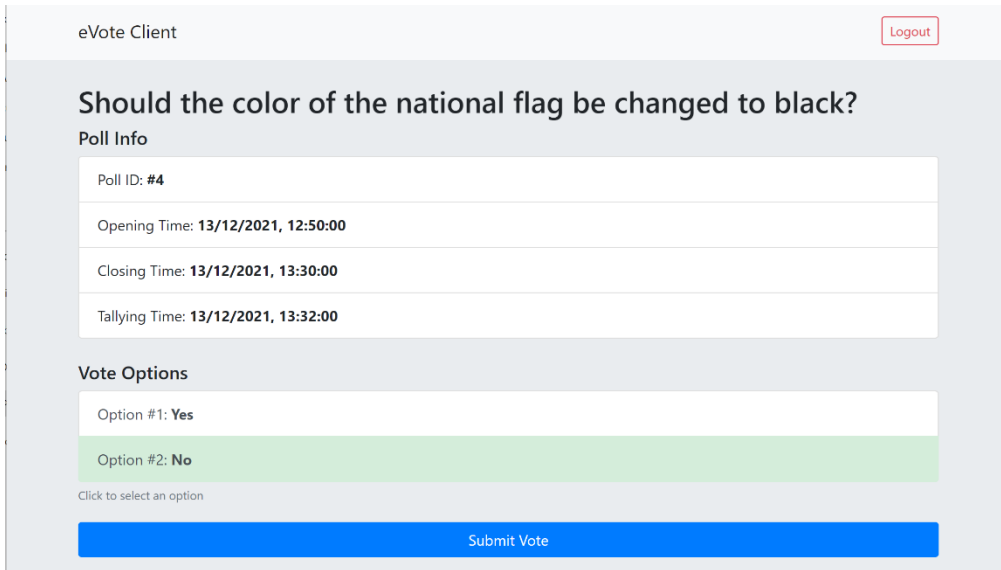 eVote Client
Logout
Should the color of the national flag be changed to black?
Poll Info
Poll ID: #4
Opening Time: 13/12/2021, 12:50:00
Closing Time: 13/12/2021, 13:30:00
Tallying Time: 13/12/2021, 13:32:00
Vote Options
Option #1: Yes
Option #2: No
Click to select an option
Submit Vote